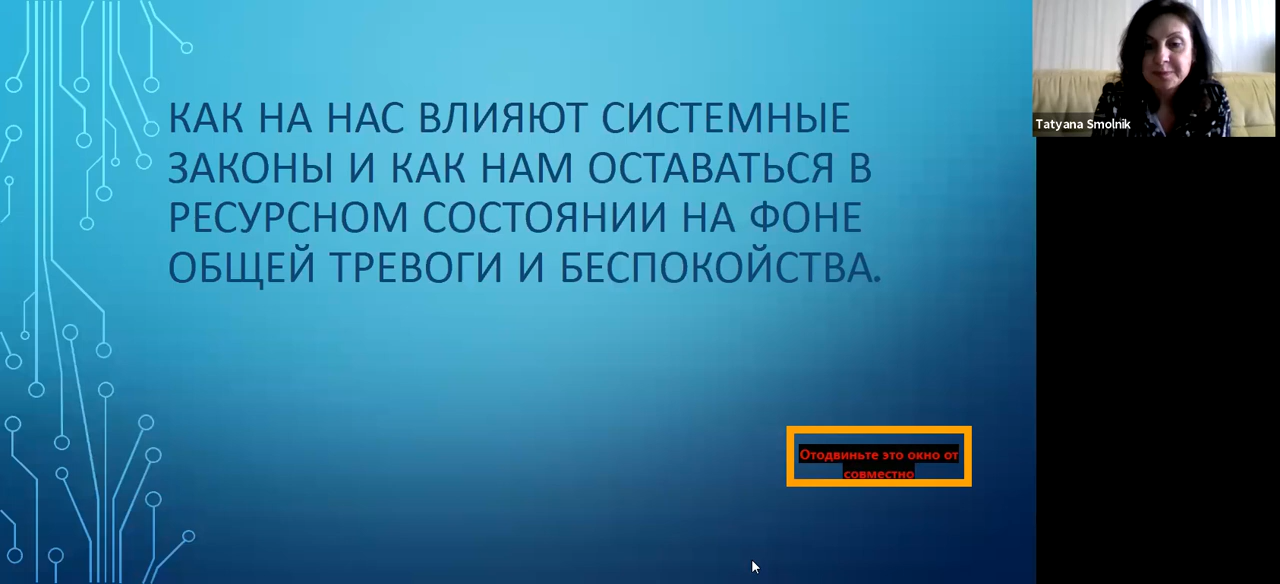 КАК НА НАС ВЛИЯЮТ СИСТЕМНЫЕ
ЗАКОНЫ И КАК НАМ ОСТАВАТЬСЯ В
РЕСУРСНОМ СОСТОЯНИИ НА ФОНЕ
ОБЩЕЙ ТРЕВОГИ И БЕСПОКОЙСТВА.
Tatyana Smolnik
Отодвиньте это окно от
совместно